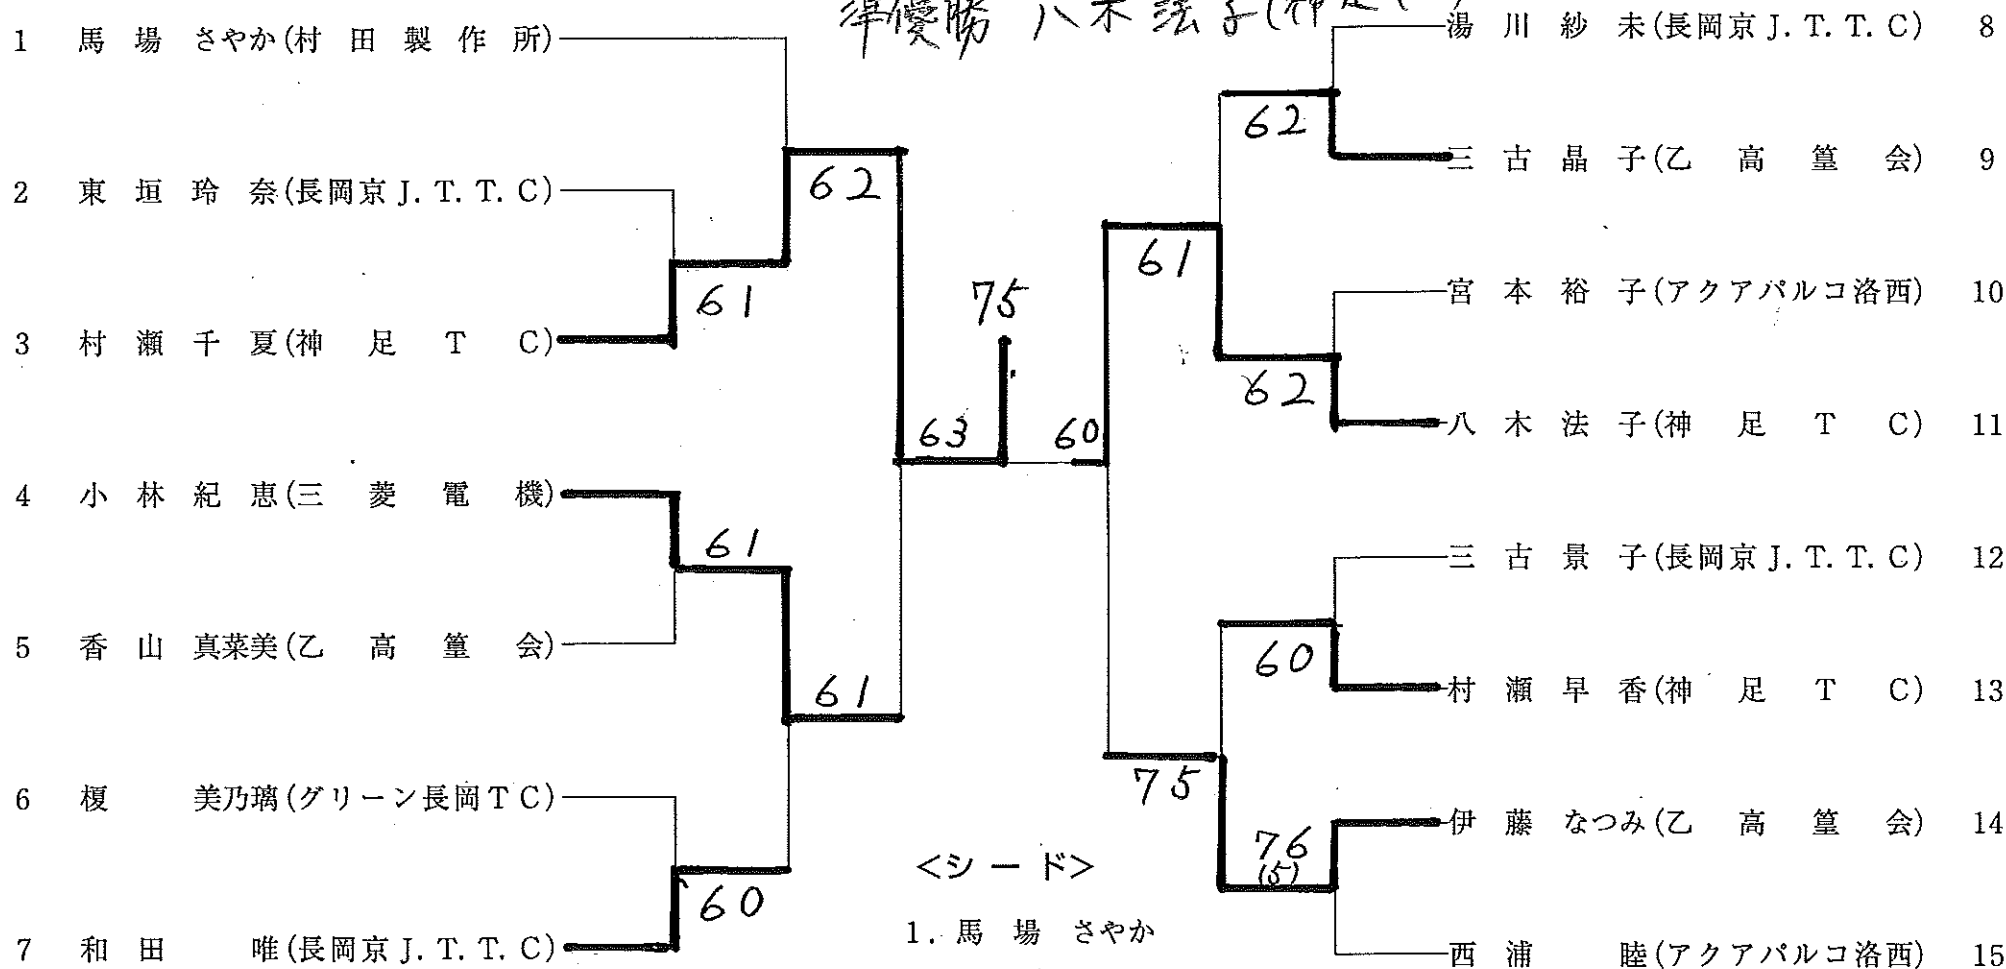 準優勝 八木 法子(神足
1 馬場 さやか(村田製作所)
2 東垣 玲奈(長岡京J.T.T.C)
3 村瀬千夏(神足TC)
4 小林紀恵(三菱電機)
5 香山 真菜美(乙高篁会)
6 榎 美乃璃(グリーン長岡TC)
7 和田 唯(長岡京J.T.T.C)
61
62
61
61
60
63
75
60
<シード>
1. 馬場 さやか
62
61
62
60
75
76
(5)
湯川紗未(長岡京J.T.T.C) 8
三古晶子(乙高篁会) 9
宮本裕子(アクアパルコ洛西) 10
八木法子(神足TC) 11
三古景子(長岡京J.T.T.C) 12
村瀬早香(神足TC) 13
伊藤なつみ(乙高篁会) 14
西浦 睦(アクアパルコ洛西) 15